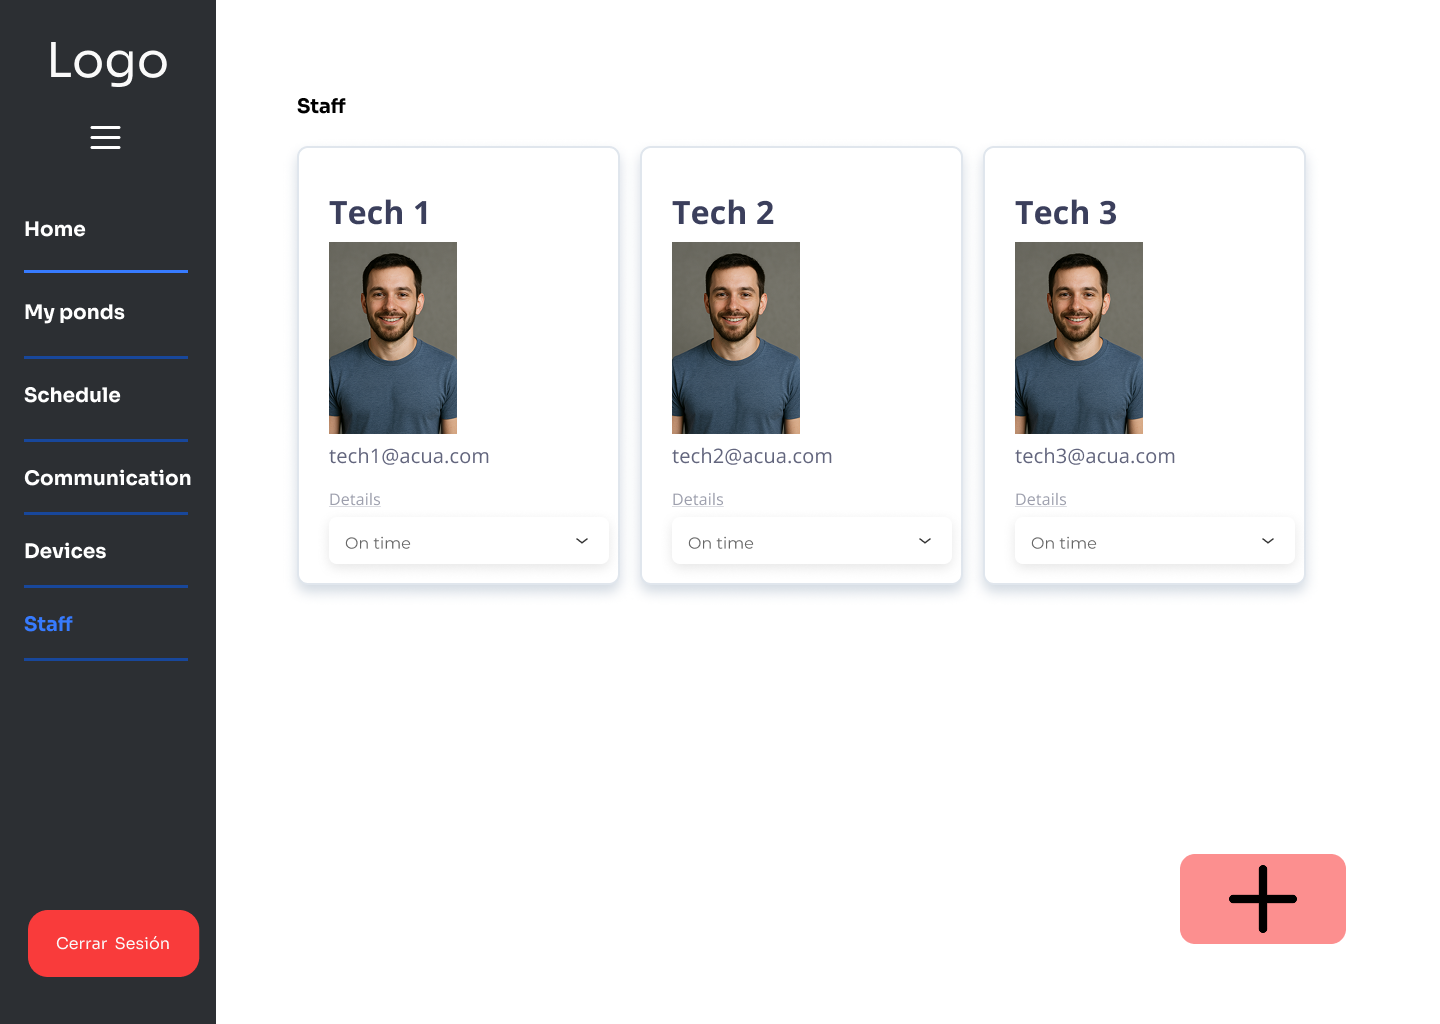 Logo
Home
My ponds
Schedule
Communication
Devices
Staff
Cerrar Sesión
Staff
Tech 1
tech1@acua.com
Details
On time
Tech 2
tech2@acua.com
Details
On time
Tech 3
tech3@acua.com
Details
On time